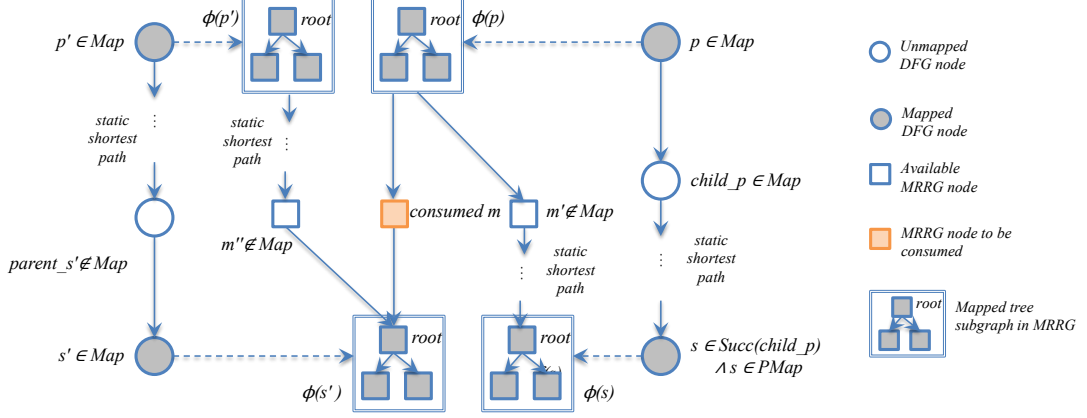 p' ∈ Map
ϕ(p')
root
root
ϕ(p)
p ∈ Map
Unmapped
DFG node
⋮
static
shortest
path
static
shortest
path
⋮
Mapped
DFG node
Available
MRRG node
child_p ∈ Map
consumed m
m' ∉ Map
m'' ∉ Map
MRRG node to be
consumed
parent_s' ∉ Map
⋮
static
shortest
path
static
shortest
path
⋮
root
Mapped tree
subgraph in MRRG
s' ∈ Map
root
root
ϕ(s')
ϕ(s)
s ∈ Succ(child_p)
∧ s ∈ PMap